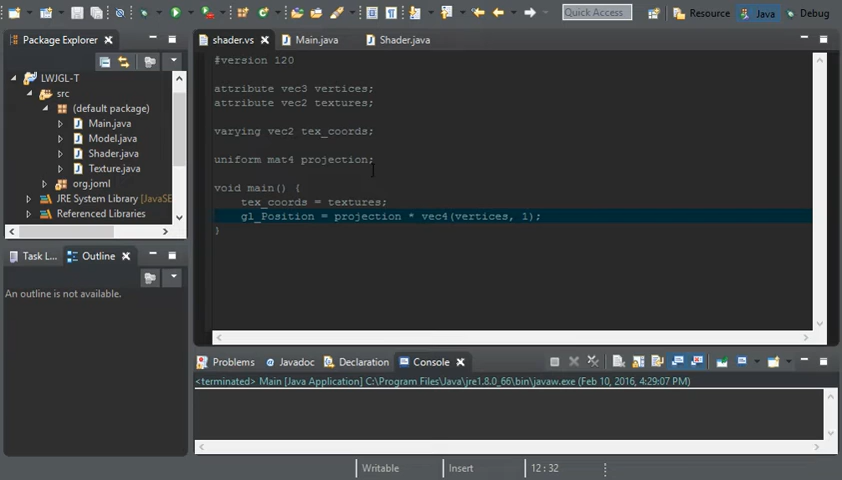 Quick Access
Resource
Java
Debug
Package Explorer
LWJGL-T
src
(default package)
Main.java
Model.java
Shader.java
Texture.java
org.joml
JRE System Library [JavaSE
Referenced Libraries
Task L...
Outline
An outline is not available.
shader.vs
Main.java
Shader.java
#version 120
attribute vec3 vertices;
attribute vec2 textures;
varying vec2 tex_coords;
uniform mat4 projection;
void main() {
tex_coords = textures;
gl_Position = projection * vec4(vertices, 1);
}
Problems
Javadoc
Declaration
Console
<terminated> Main [Java Application] C:\Program Files\Java\jre1.8.0_66\bin\javaw.exe (Feb 10, 2016, 4:29:07 PM)
Writable
Insert
12 : 32